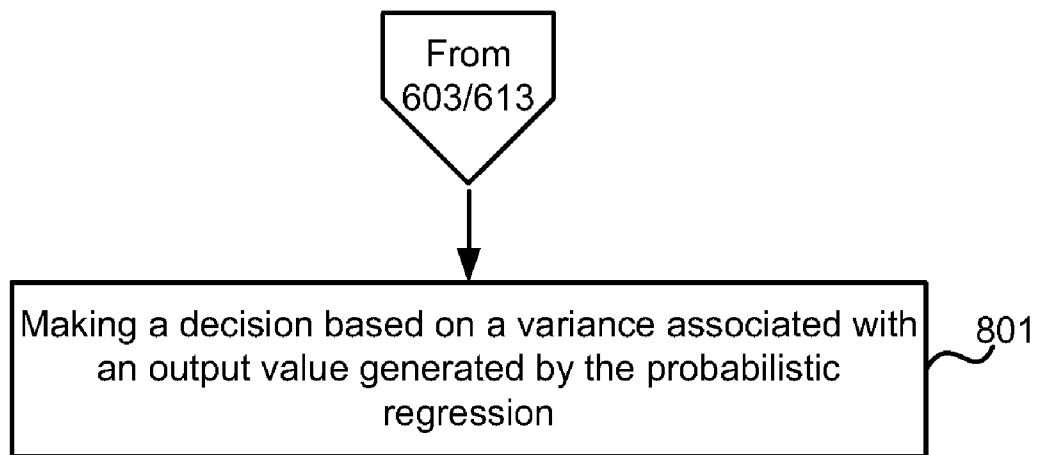 From
603/613
Making a decision based on a variance associated with
an output value generated by the probabilistic
regression
801